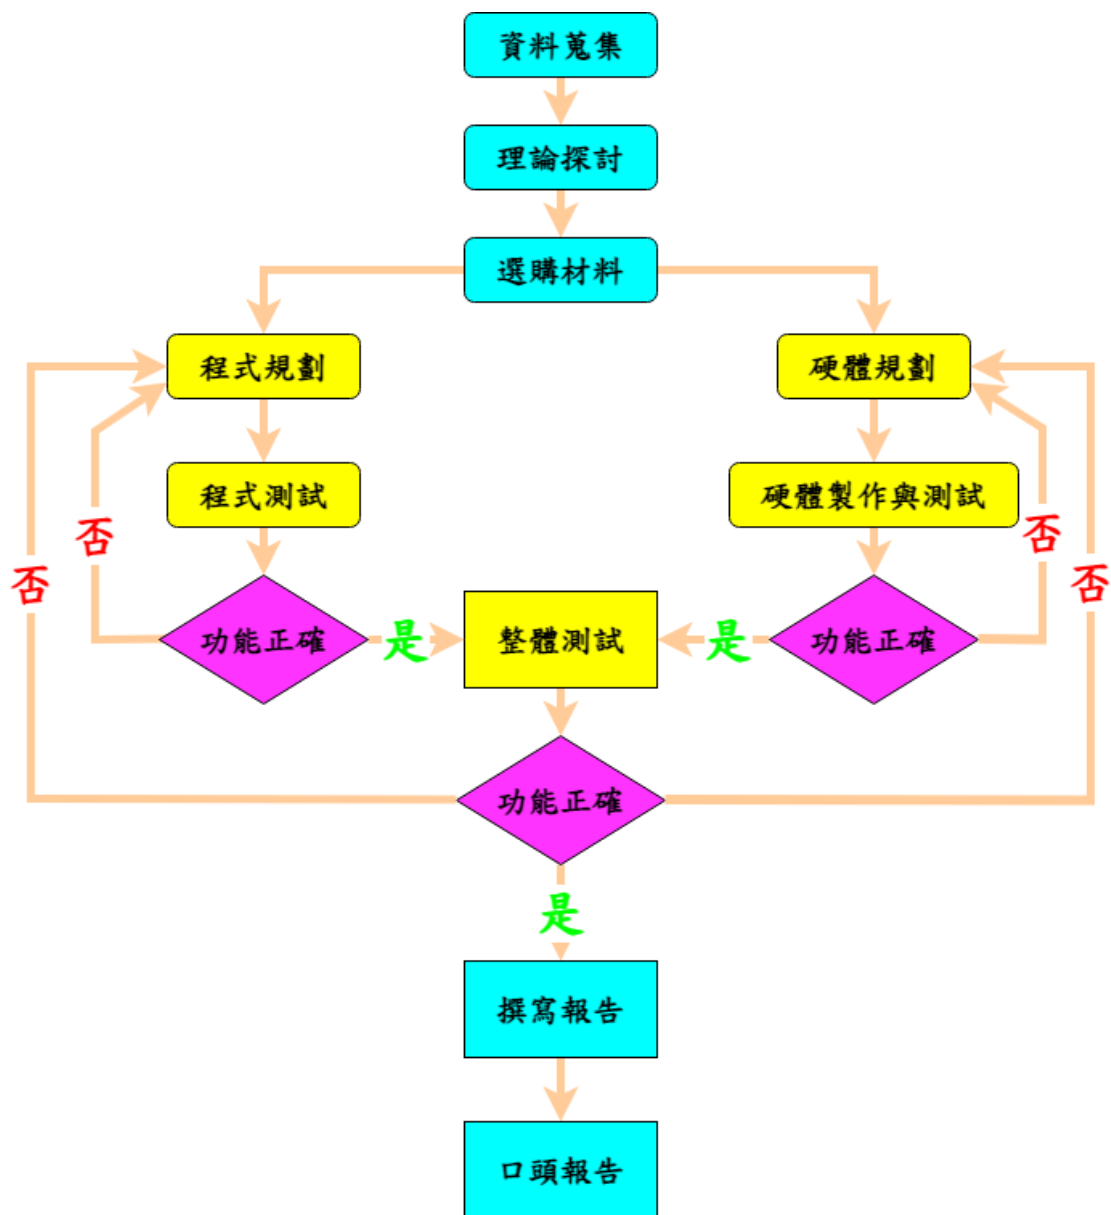 資料蒐集
理論探討
選購材料
程式規劃
硬體規劃
程式測試
硬體製作與測試
否
否
否
否
功能正確
是
整體測試
是
功能正確
功能正確
是
撰寫報告
口頭報告